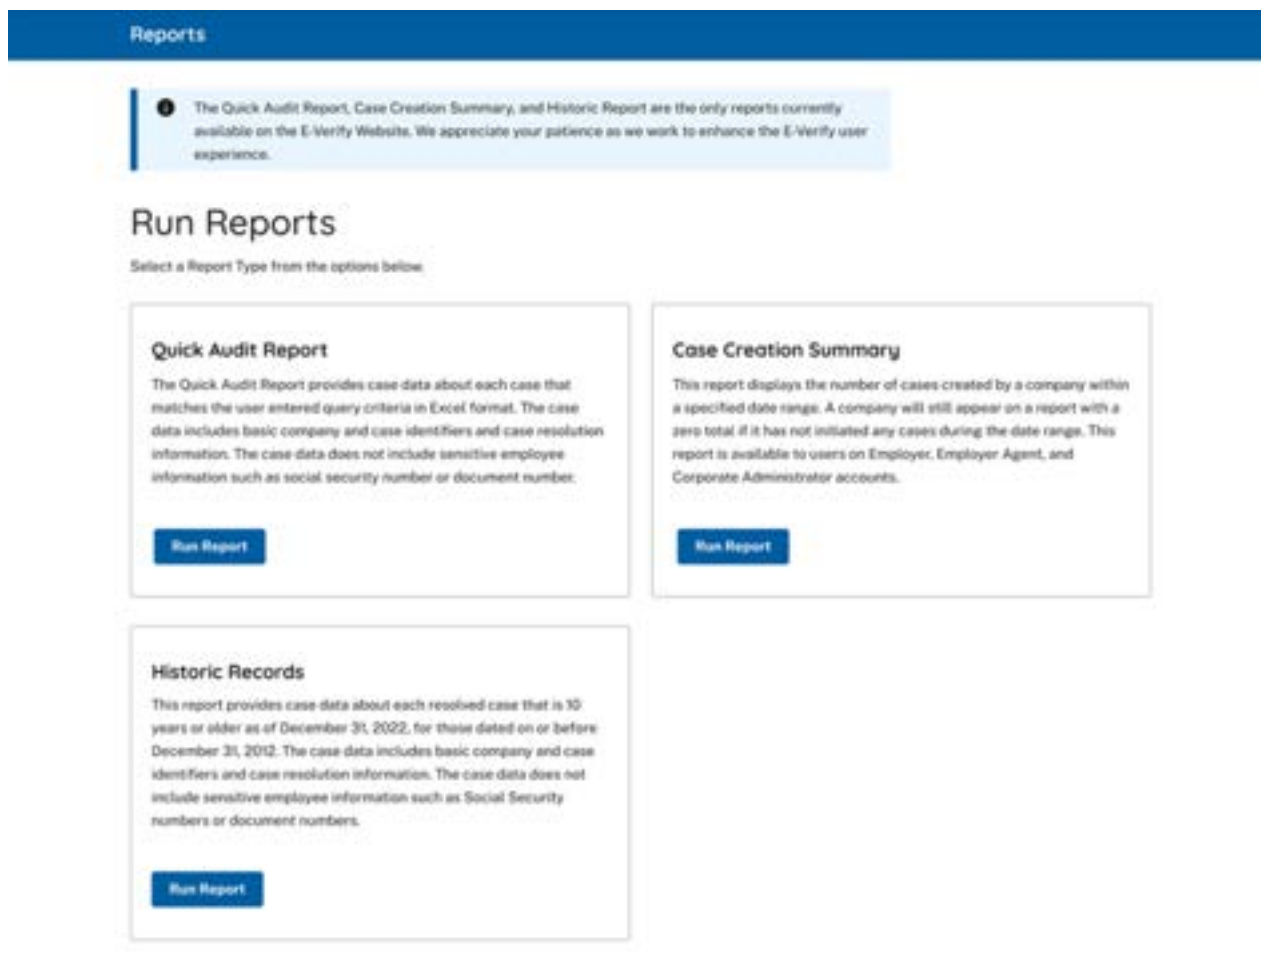 Reports
The Quick Audit Report, Case Creation Summary, and Historic Report are the only reports currently
available on the E-Verify Website. We appreciate your patience as we work to enhance the E-Verify user
experience.
Run Reports
Select a Report Type from the options below.
Quick Audit Report
The Quick Audit Report provides case data about each case that
matches the user entered query criteria in Excel format. The case
data includes basic company and case identifiers and case resolution
information. The case data does not include sensitive employee
information such as social security number or document number.
Run Report
Case Creation Summary
This report displays the number of cases created by a company within
a specified date range. A company will still appear on a report with a
zero total if it has not initiated any cases during the date range. This
report is available to users on Employer, Employer Agent, and
Corporate Administrator accounts.
Run Report
Historic Records
This report provides case data about each resolved case that is 10
years or older as of December 31, 2022, for those dated on or before
December 31, 2012. The case data includes basic company and case
identifiers and case resolution information. The case data does not
include sensitive employee information such as Social Security
numbers or document numbers.
Run Report